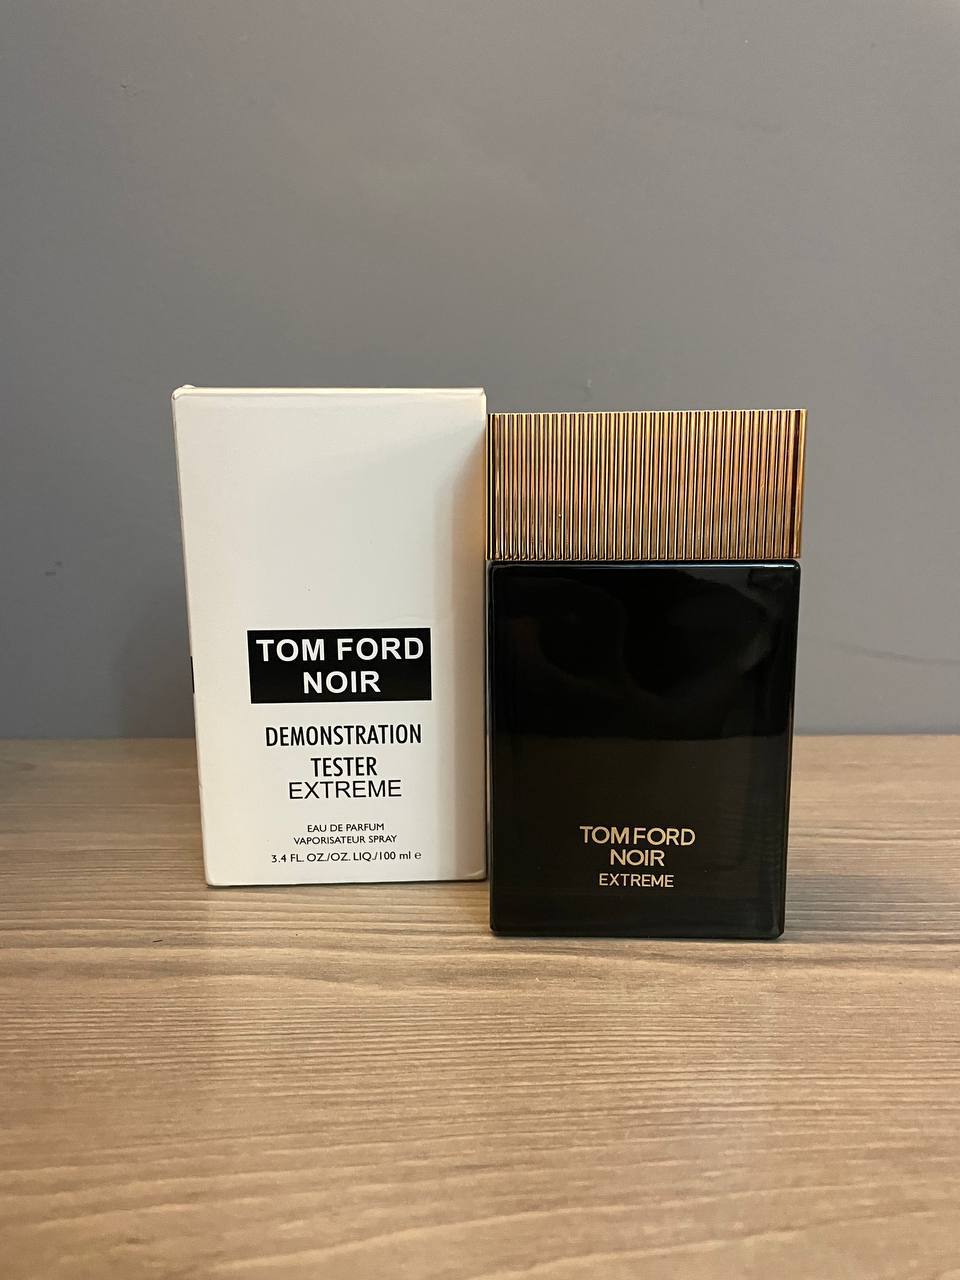 TOM FORD
NOIR
DEMONSTRATION
TESTER
EXTREME
EAU DE PARFUM
VAPORISATEUR SPRAY
3.4 FL. OZ./OZ. LIQ./100 ml e
TOM FORD
NOIR
EXTREME